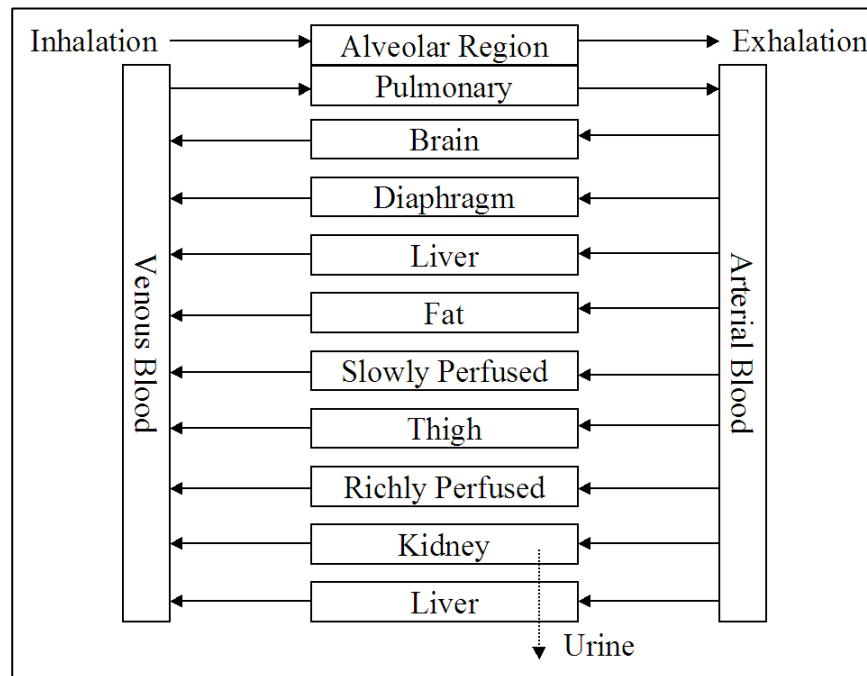 Inhalation
Alveolar Region
Exhalation
Pulmonary
Brain
Diaphragm
Liver
Fat
Slowly Perfused
Thigh
Richly Perfused
Kidney
Liver
Urine
Venous Blood
Arterial Blood